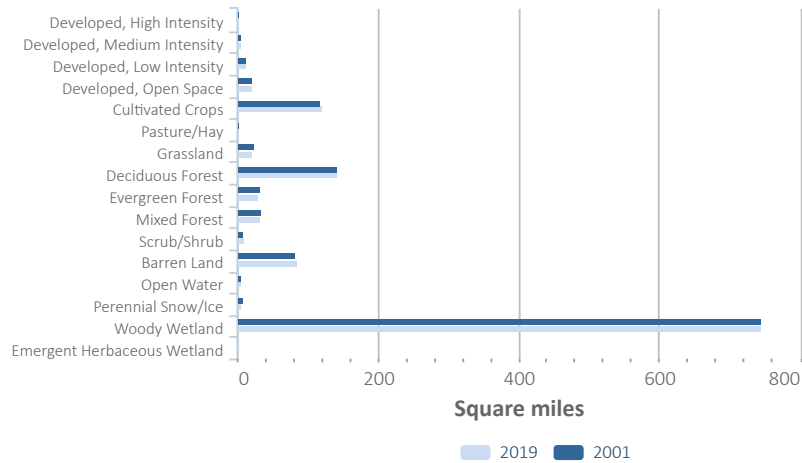 Developed, High Intensity
Developed, Medium Intensity
Developed, Low Intensity
Developed, Open Space
Cultivated Crops
Pasture/Hay
Grassland
Deciduous Forest
Evergreen Forest
Mixed Forest
Scrub/Shrub
Barren Land
Open Water
Perennial Snow/Ice
Woody Wetland
Emergent Herbaceous Wetland
0 200 400 600 800
Square miles
2019 2001